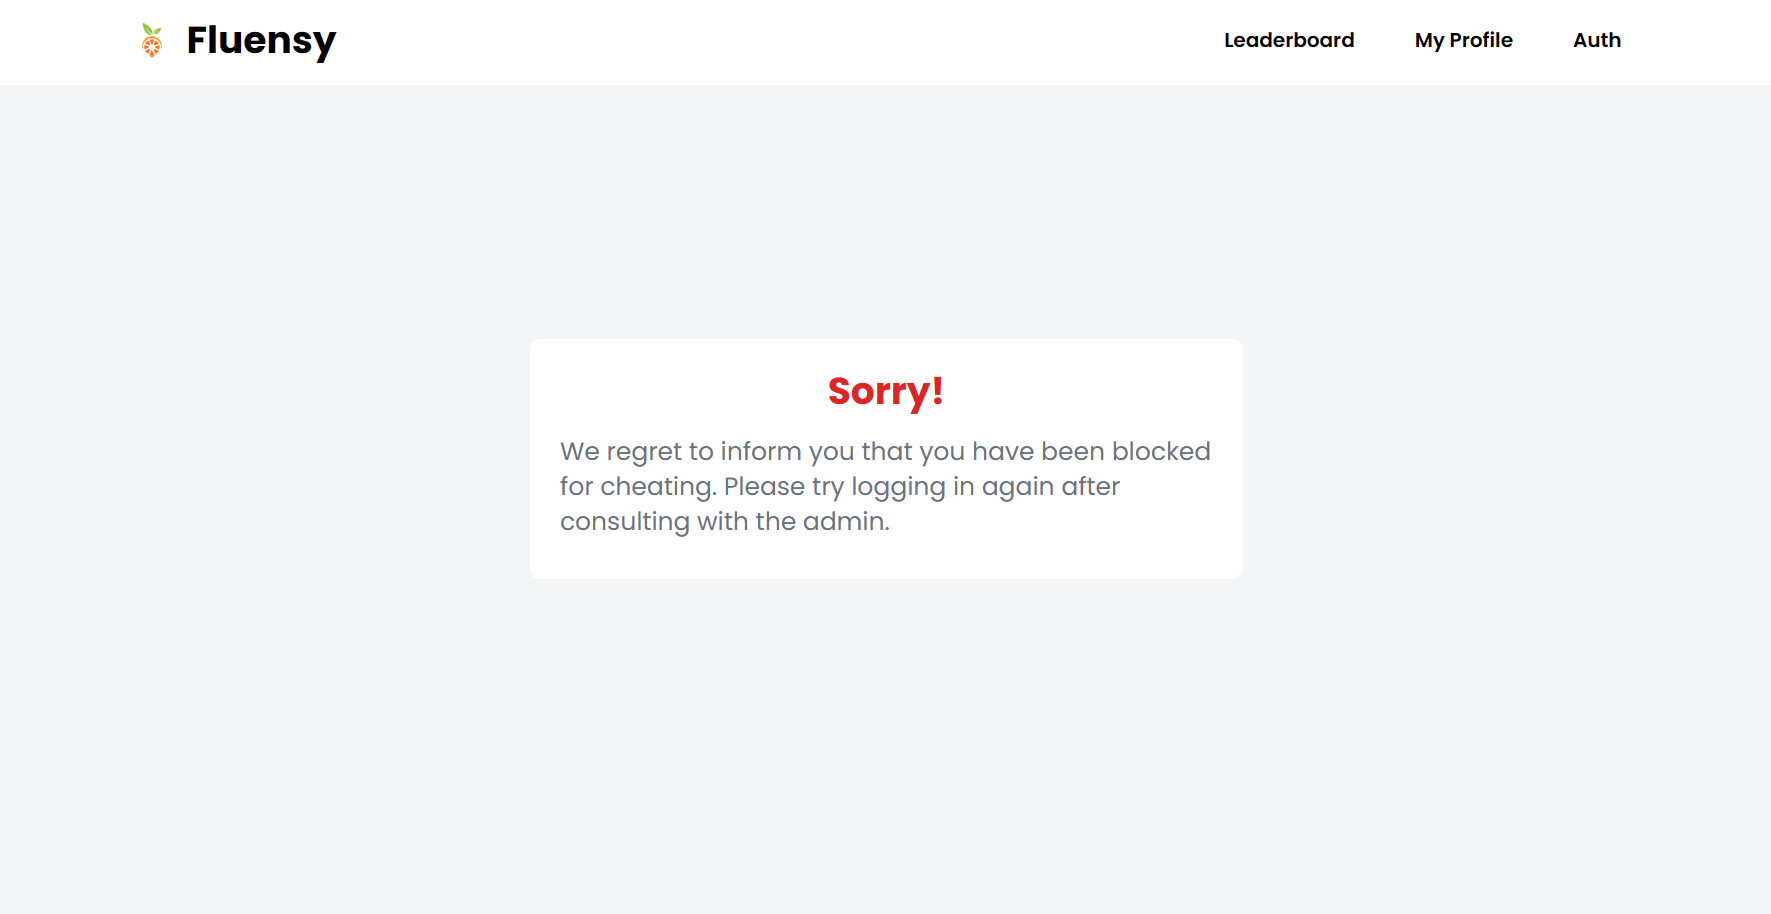 Fluensy
Leaderboard
My Profile
Auth
Sorry!
We regret to inform you that you have been blocked
for cheating. Please try logging in again after
consulting with the admin.